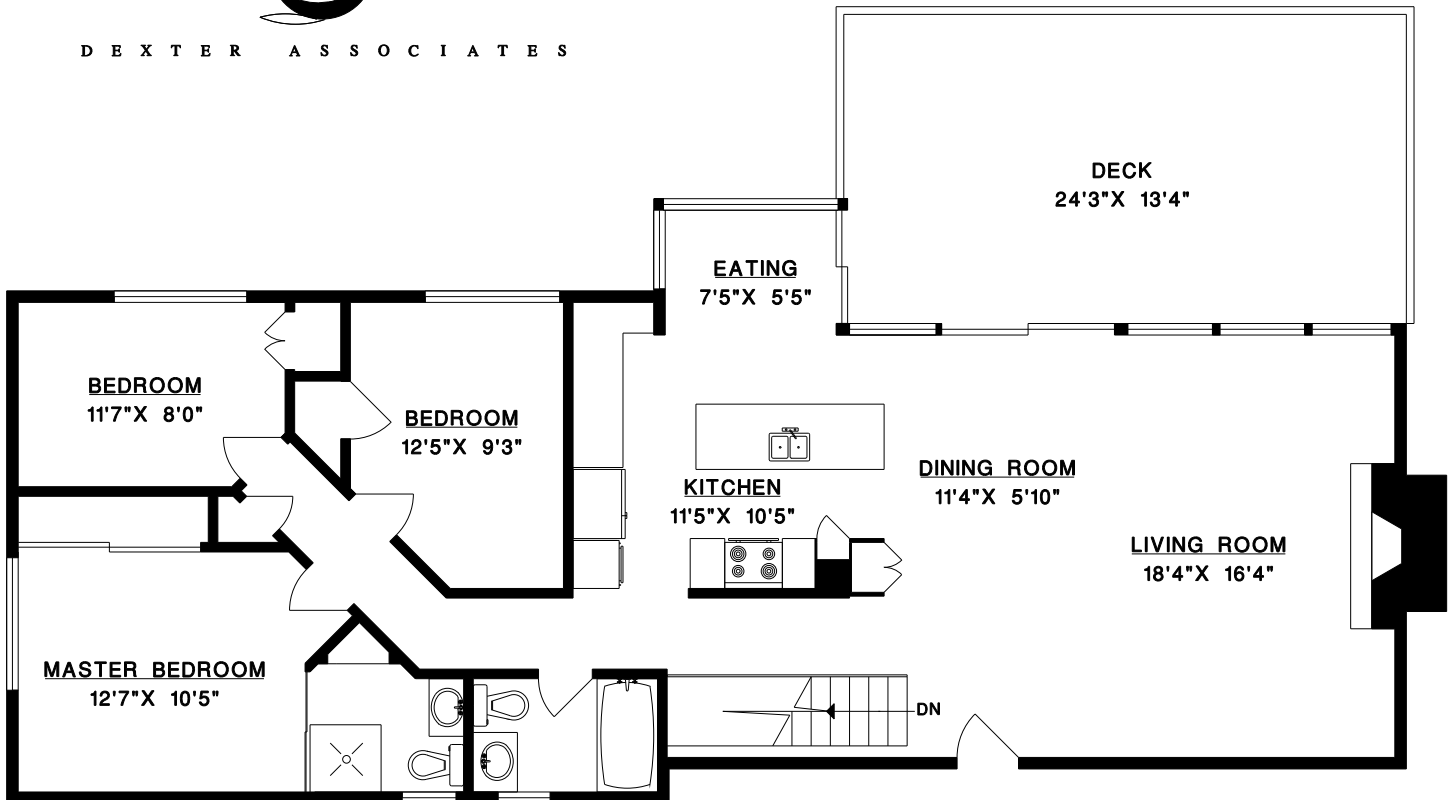 DEXTER ASSOCIATES
DECK
24'3"X 13'4"
EATING
7'5"X 5'5"
BEDROOM
11'7"X 8'0"
BEDROOM
12'5"X 9'3"
DINING ROOM
11'4"X 5'10"
KITCHEN
11'5"X 10'5"
LIVING ROOM
18'4"X 16'4"
MASTER BEDROOM
12'7"X 10'5"
DN